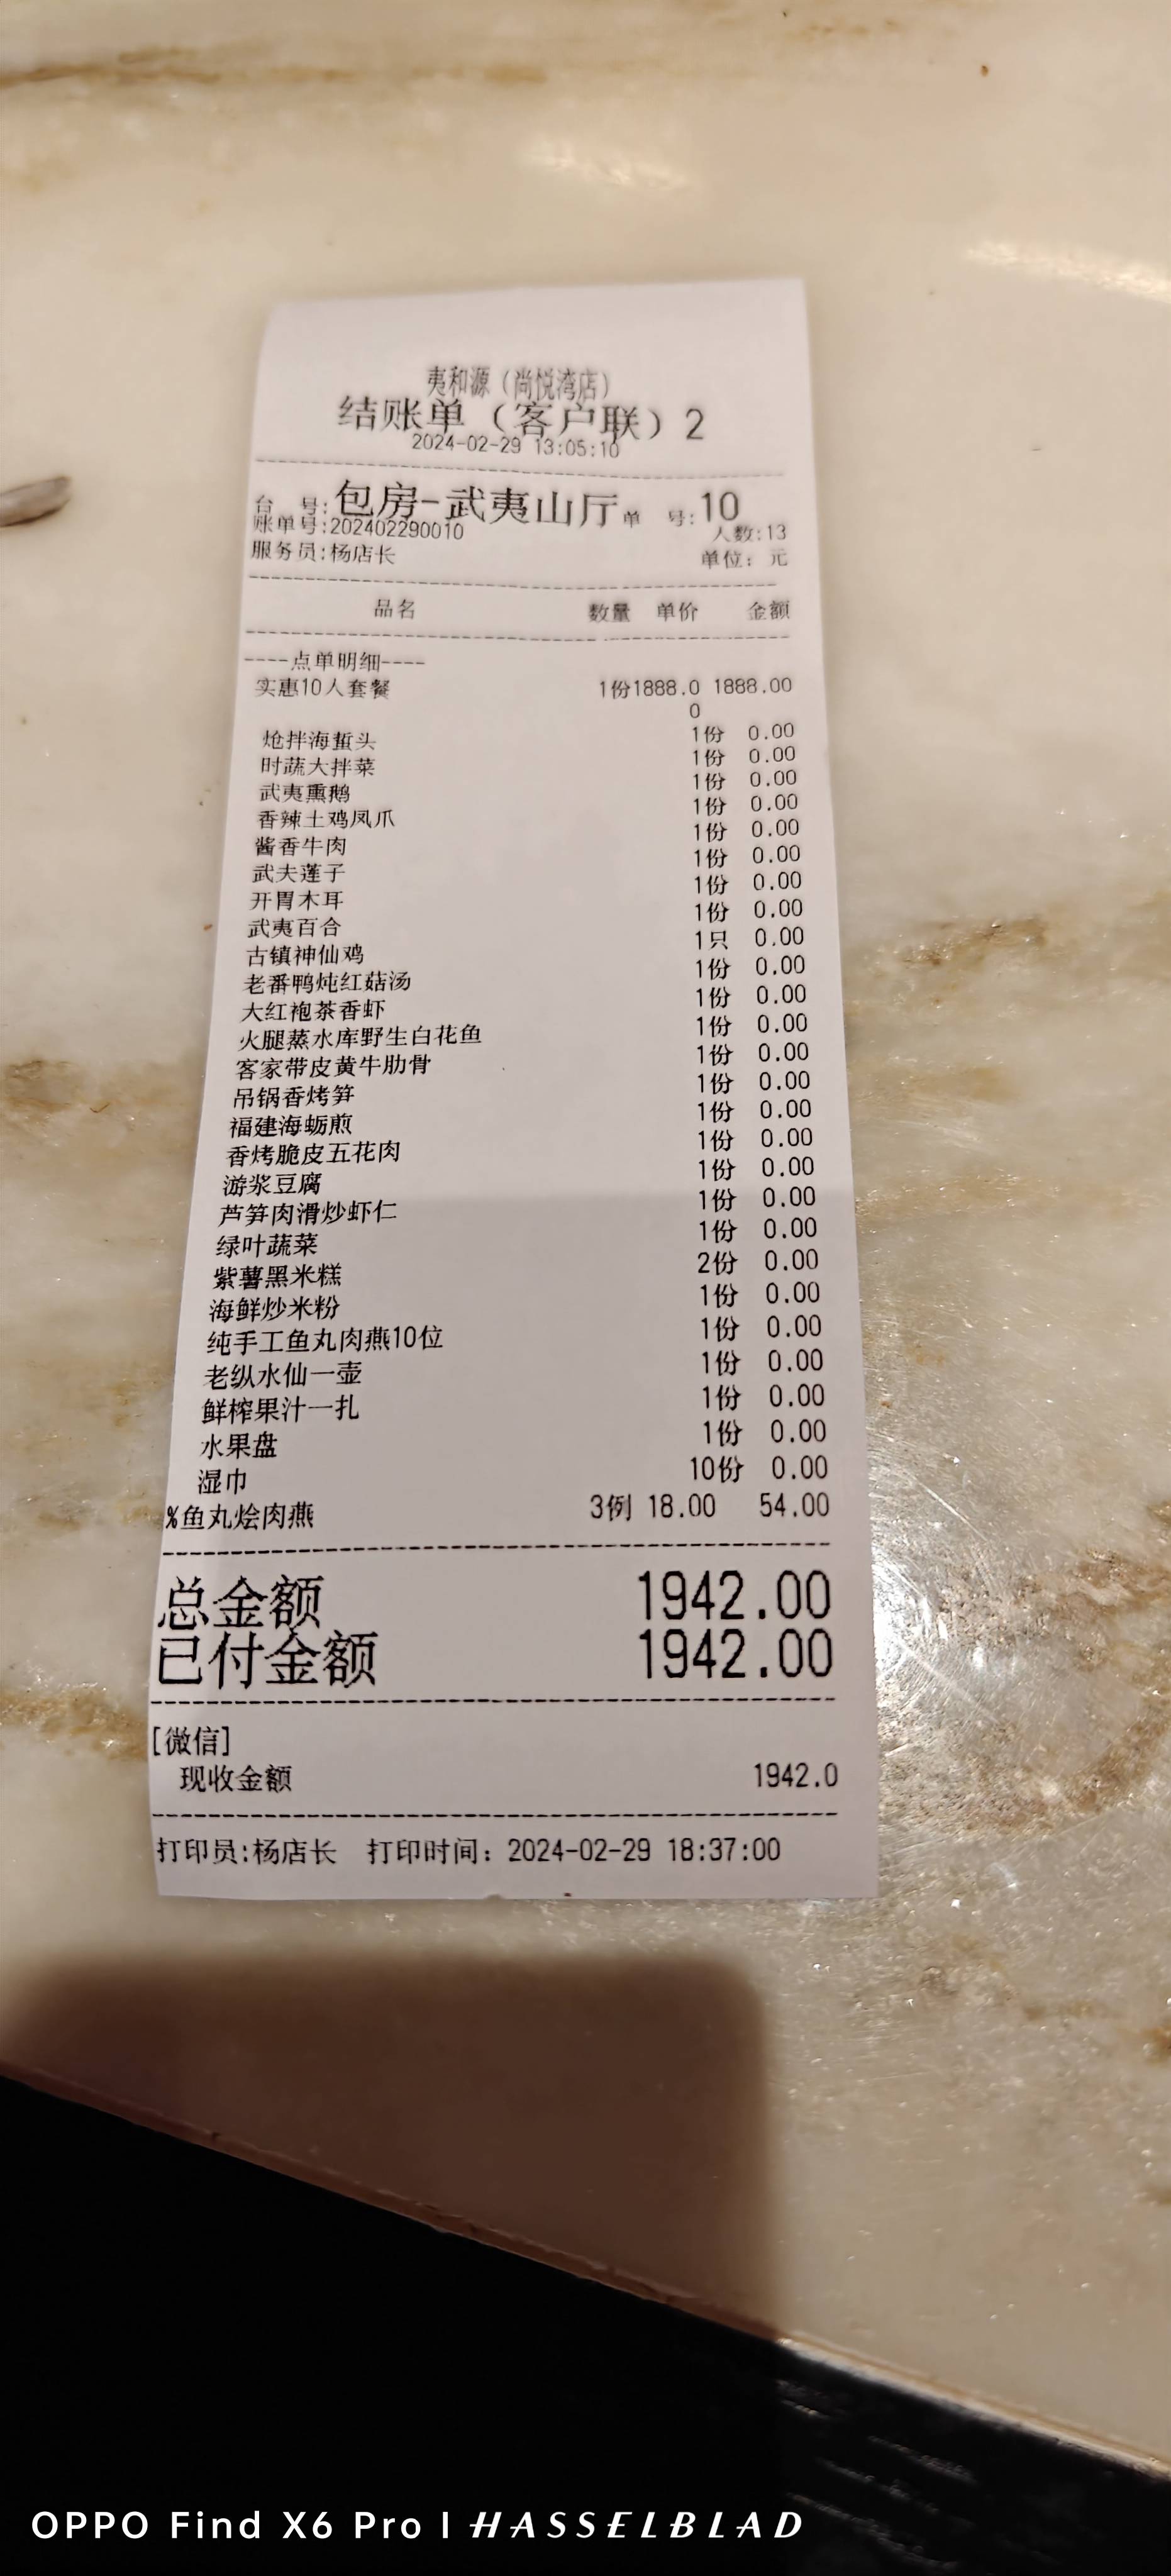 夷和源（尚悦湾店）
结账单（客户联）2
2024-02-29 13:05:10
台 号:包房-武夷山厅 单 号:10
账单号:202402290010 人数:13
服务员:杨店长 单位: 元
品名 数量 单价 金额
----点单明细----
实惠10人套餐 1份1888.0 1888.00
0
炝拌海蜇头 1份 0.00
时蔬大拌菜 1份 0.00
武夷熏鹅 1份 0.00
香辣土鸡凤爪 1份 0.00
酱香牛肉 1份 0.00
武夫莲子 1份 0.00
开胃木耳 1份 0.00
武夷百合 1份 0.00
古镇神仙鸡 1只 0.00
老番鸭炖红菇汤 1份 0.00
大红袍茶香虾 1份 0.00
火腿蒸水库野生白花鱼 1份 0.00
客家带皮黄牛肋骨 1份 0.00
吊锅香烤笋 1份 0.00
福建海蛎煎 1份 0.00
香烤脆皮五花肉 1份 0.00
游浆豆腐 1份 0.00
芦笋肉滑炒虾仁 1份 0.00
绿叶蔬菜 1份 0.00
紫薯黑米糕 2份 0.00
海鲜炒米粉 1份 0.00
纯手工鱼丸肉燕10位 1份 0.00
老纵水仙一壶 1份 0.00
鲜榨果汁一扎 1份 0.00
水果盘 1份 0.00
湿巾 10份 0.00
%鱼丸烩肉燕 3例 18.00 54.00
总金额 1942.00
已付金额 1942.00
[微信]
现收金额 1942.0
打印员:杨店长 打印时间: 2024-02-29 18:37:00
OPPO Find X6 Pro | HASSELBLAD